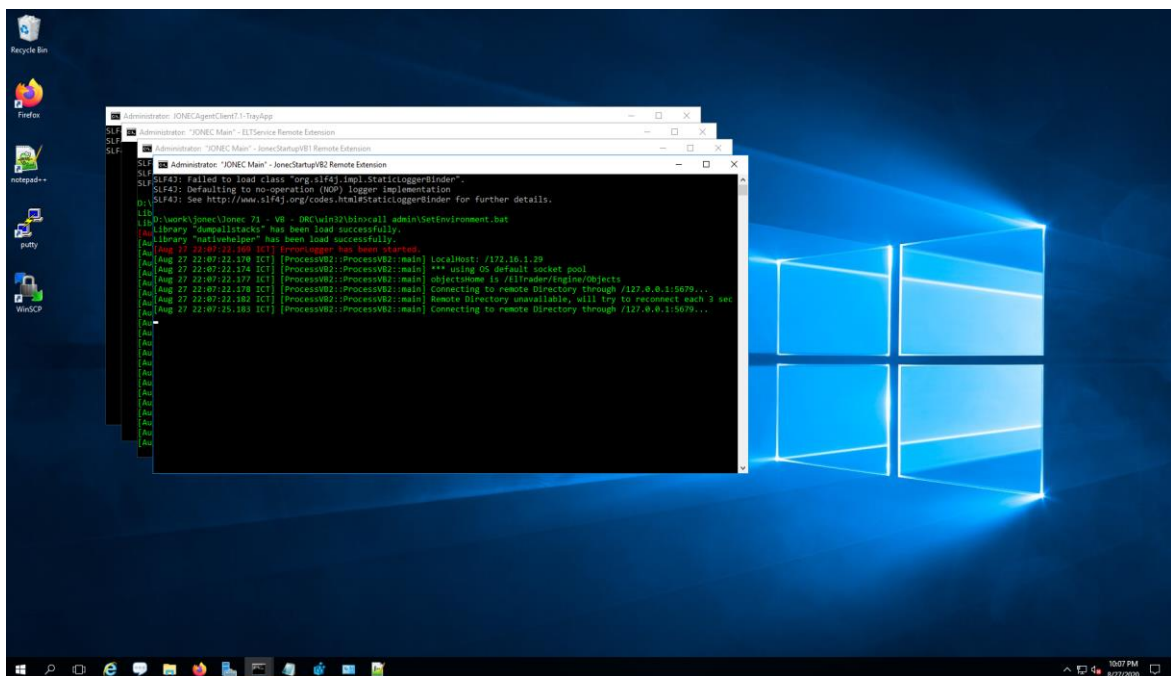 Recycle Bin
Firefox
notepad++
putty
WinSCP
Administrator: JONECAgentClient7.1-TrayApp
Administrator: "JONEC Main" - ELTService Remote Extension
Administrator: "JONEC Main" - JonecStartupVB1 Remote Extension
Administrator: "JONEC Main" - JonecStartupVB2 Remote Extension
SLF4J: Failed to load class "org.slf4j.impl.StaticLoggerBinder".
SLF4J: Defaulting to no-operation (NOP) logger implementation
SLF4J: See http://www.slf4j.org/codes.html#StaticLoggerBinder for further details.
D:\work\jonec\Jonec 71 - VB - DRC\win32\bin>call admin\SetEnvironment.bat
Library "dumpallstacks" has been load successfully.
Library "nativehelper" has been load successfully.
[Aug 27 22:07:22.169 ICT] ErrorLogger has been started.
[Aug 27 22:07:22.170 ICT] [ProcessVB2::ProcessVB2::main] LocalHost: /172.16.1.29
[Aug 27 22:07:22.174 ICT] [ProcessVB2::ProcessVB2::main] *** using OS default socket pool
[Aug 27 22:07:22.177 ICT] [ProcessVB2::ProcessVB2::main] objectsHome is /ElTrader/Engine/Objects
[Aug 27 22:07:22.178 ICT] [ProcessVB2::ProcessVB2::main] Connecting to remote Directory through /127.0.0.1:5679...
[Aug 27 22:07:22.182 ICT] [ProcessVB2::ProcessVB2::main] Remote Directory unavailable, will try to reconnect each 3 sec
[Aug 27 22:07:25.183 ICT] [ProcessVB2::ProcessVB2::main] Connecting to remote Directory through /127.0.0.1:5679...
10:07 PM
8/27/2020